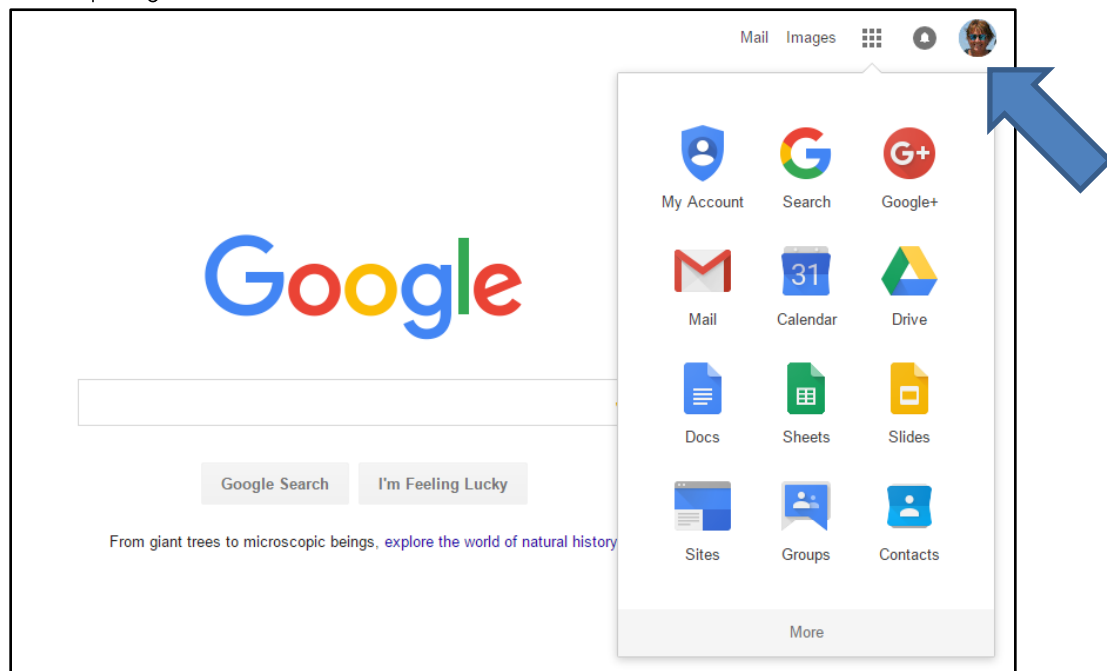 Mail Images
G+
My Account Search Google+
31
Mail Calendar Drive
Google
Docs Sheets Slides
Google Search I'm Feeling Lucky
From giant trees to microscopic beings, explore the world of natural history
Sites Groups Contacts
More